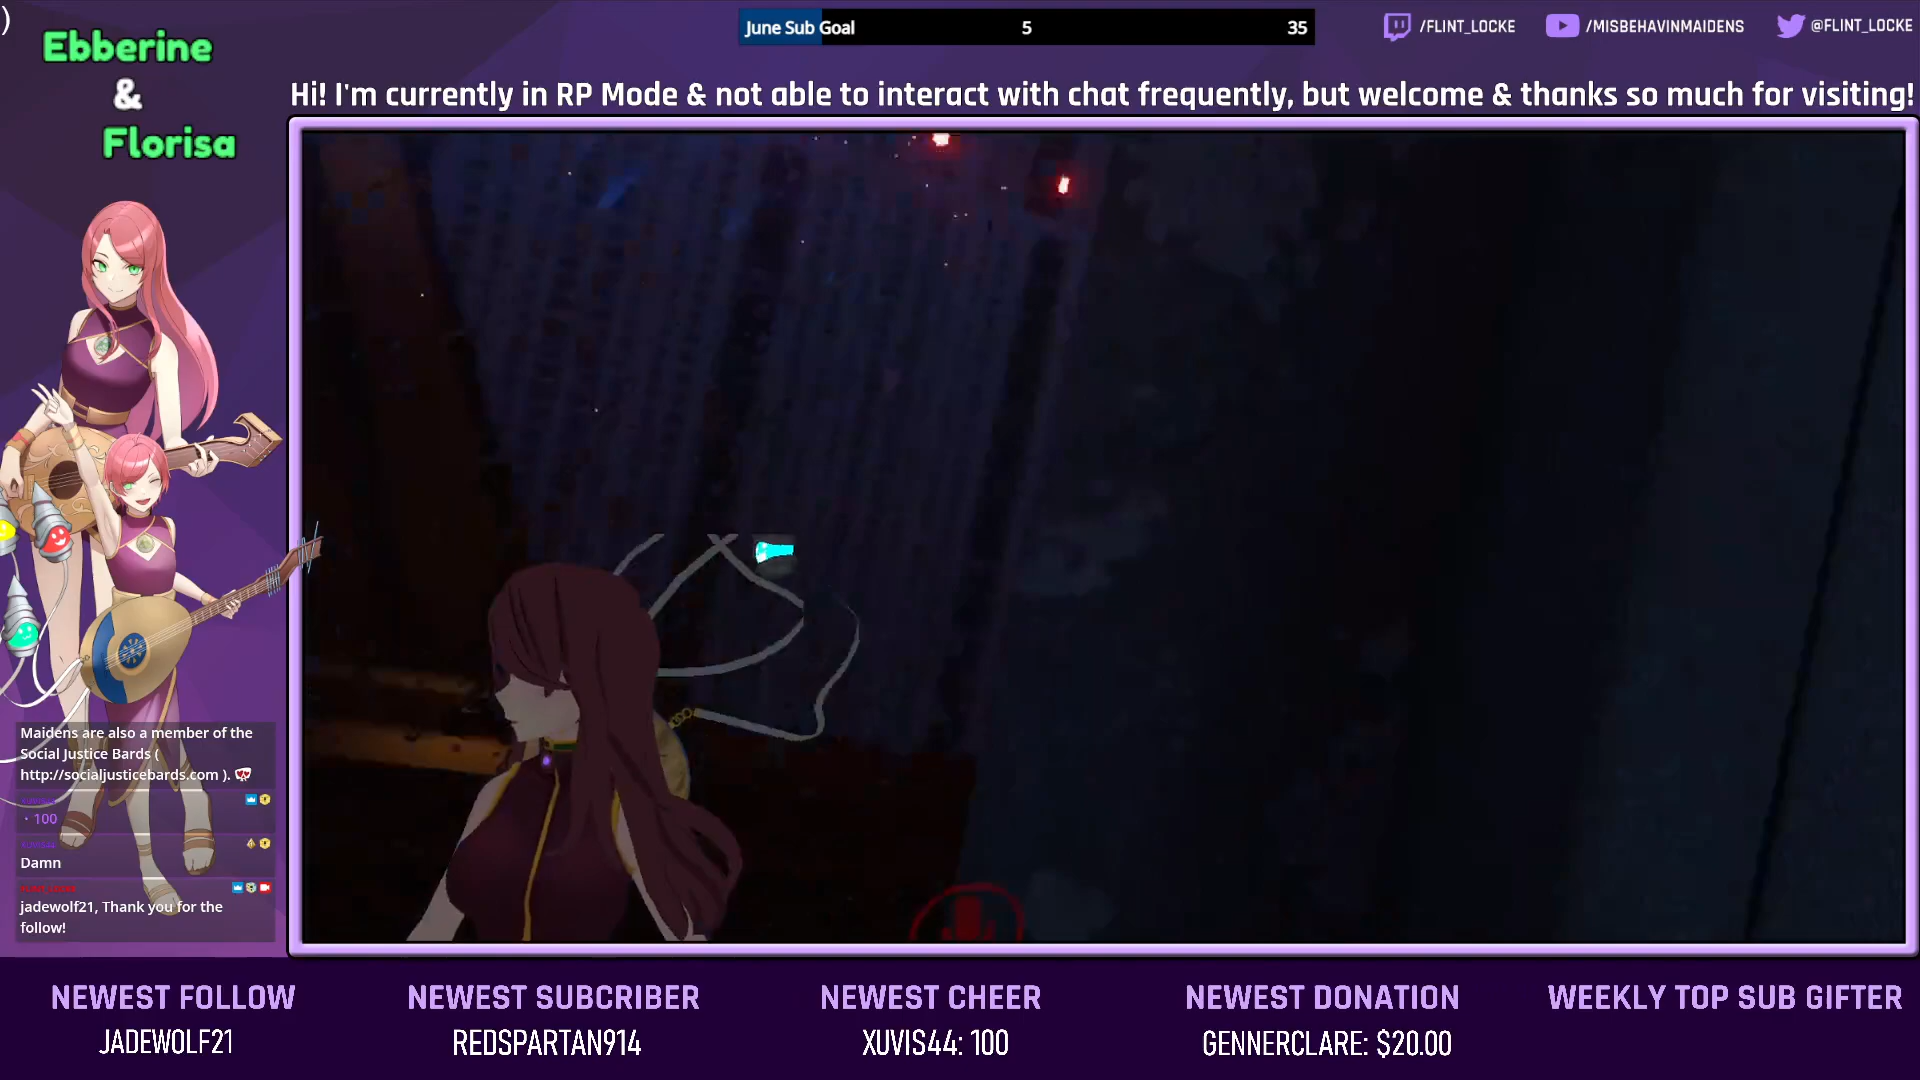 )
Ebberine
&
Florisa
June Sub Goal 5 35
/FLINT_LOCKE
/MISBEHAVINMAIDENS
@FLINT_LOCKE
Hi! I'm currently in RP Mode & not able to interact with chat frequently, but welcome & thanks so much for visiting!
Maidens are also a member of the
Social Justice Bards (
http://socialjusticebards.com ).
• 100
XUVIS44
Damn
jadewolf21, Thank you for the
follow!
NEWEST FOLLOW
JADEWOLF21
NEWEST SUBCRIBER
REDSPARTAN914
NEWEST CHEER
XUVIS44: 100
NEWEST DONATION
GENNERCLARE: $20.00
WEEKLY TOP SUB GIFTER